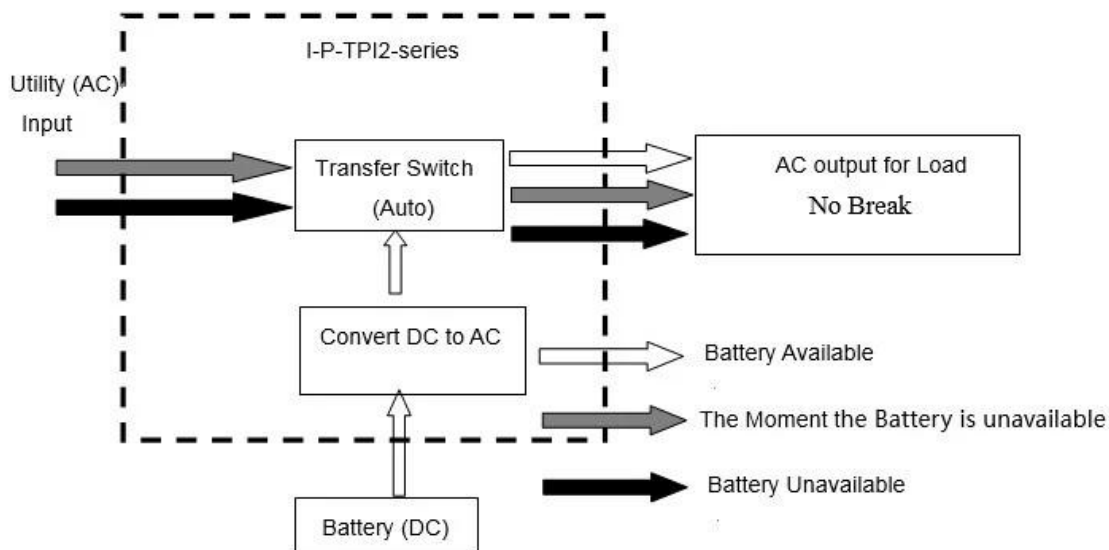 I-P-TPI2-series
Utility (AC)
Input
Transfer Switch
(Auto)
AC output for Load
No Break
Convert DC to AC
Battery Available
The Moment the Battery is unavailable
Battery Unavailable
Battery (DC)